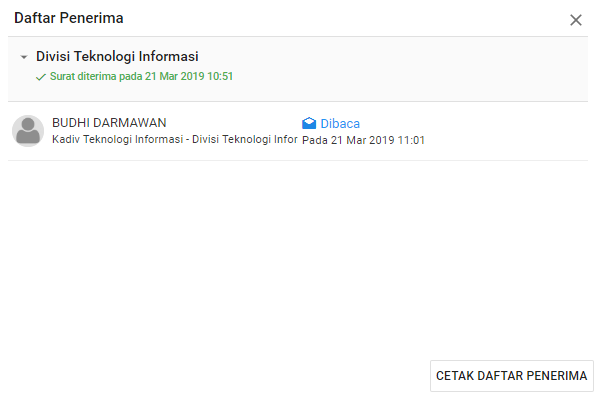 Daftar Penerima
Divisi Teknologi Informasi
Surat diterima pada 21 Mar 2019 10:51
BUDHI DARMAWAN
Kadiv Teknologi Informasi - Divisi Teknologi Infor
Dibaca
Pada 21 Mar 2019 11:01
CETAK DAFTAR PENERIMA